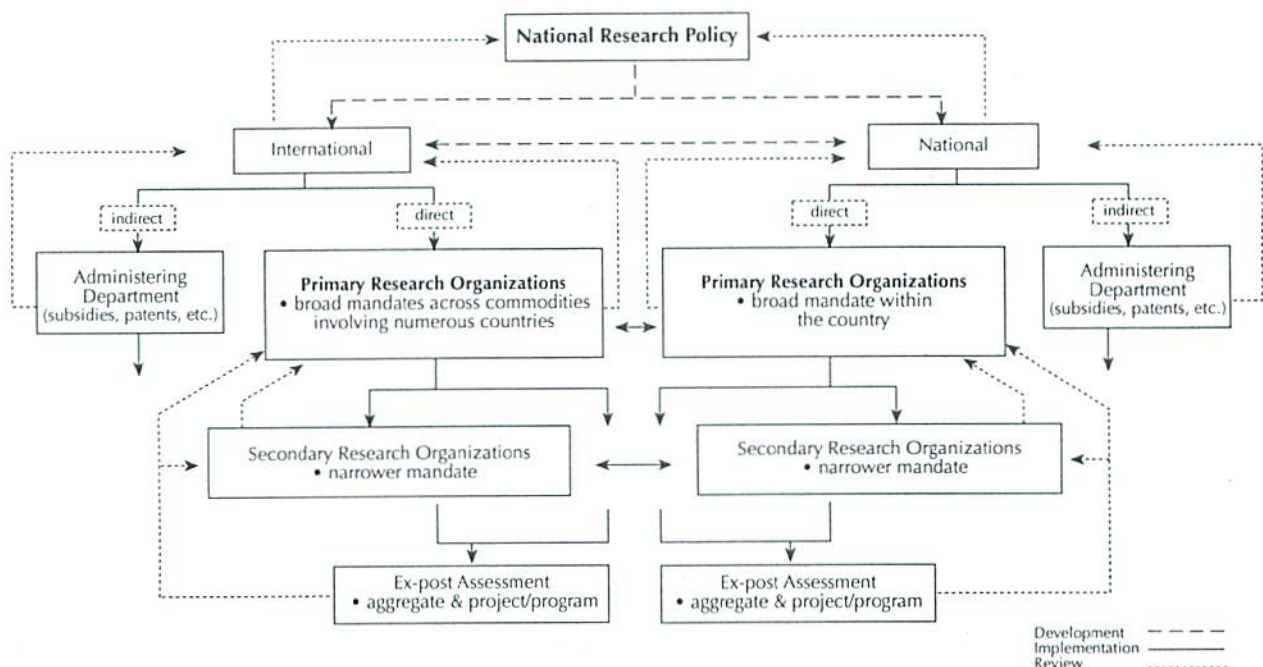 National Research Policy
International
National
indirect
direct
direct
indirect
Administering
Department
(subsidies, patents, etc.)
Primary Research Organizations
• broad mandates across commodities
involving numerous countries
Primary Research Organizations
• broad mandate within
the country
Administering
Department
(subsidies, patents, etc.)
Secondary Research Organizations
• narrower mandate
Secondary Research Organizations
• narrower mandate
Ex-post Assessment
• aggregate & project/program
Ex-post Assessment
• aggregate & project/program
Development
Implementation
Review